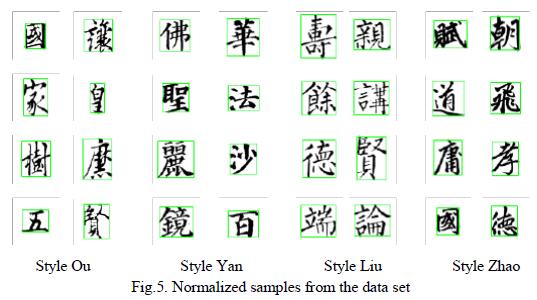 國 讓 佛 華 壽 親 賦 朝
家 皇 聖 法 餘 講 道 飛
樹 麼 麗 沙 德 賢 庸 孝
五 賢 鏡 百 端 論 國 德
Style Ou Style Yan Style Liu Style Zhao
Fig.5. Normalized samples from the data set